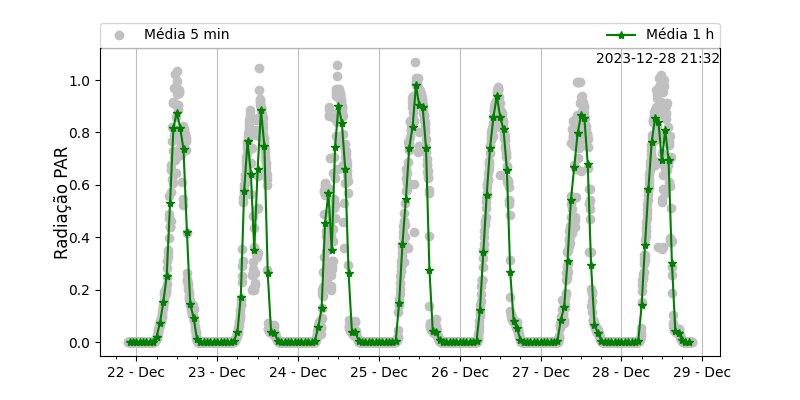 Média 5 min
Média 1 h
2023-12-28 21:32
Radiação PAR
1.0
0.8
0.6
0.4
0.2
0.0
22 - Dec
23 - Dec
24 - Dec
25 - Dec
26 - Dec
27 - Dec
28 - Dec
29 - Dec